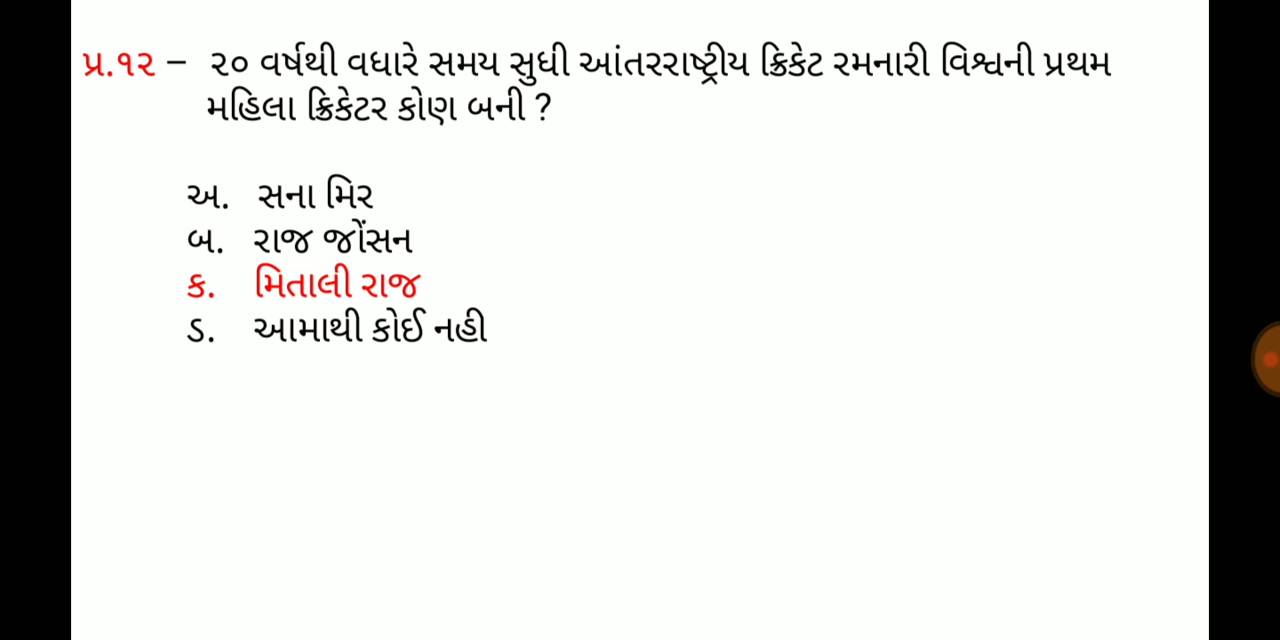 પ્ર.૧૨ – ૨૦ વર્ષથી વધારે સમય સુધી આંતરરાષ્ટ્રીય ક્રિકેટ રમનારી વિશ્વની પ્રથમ
મહિલા ક્રિકેટર કોણ બની ?
અ. સના મિર
બ. રાજ જોંસન
ક. મિતાલી રાજ
ડ. આમાથી કોઈ નહી